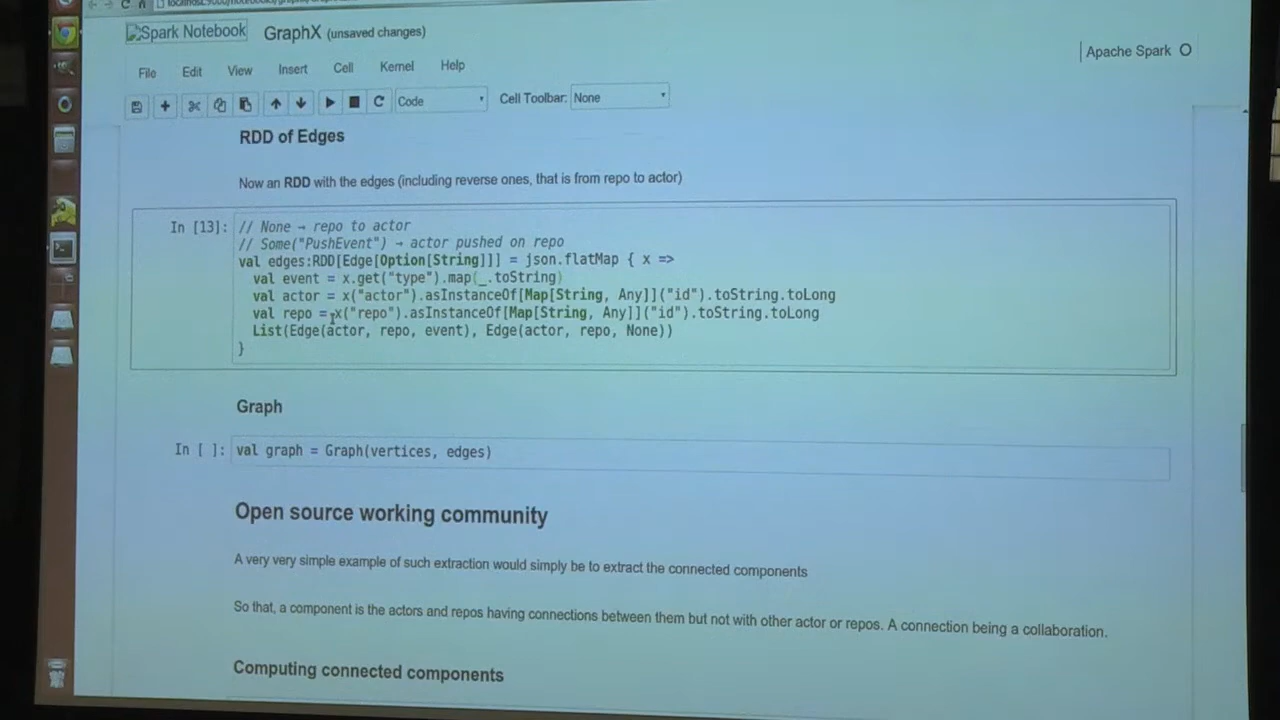 Spark Notebook GraphX (unsaved changes)
Apache Spark
File Edit View Insert Cell Kernel Help
Code Cell Toolbar: None
RDD of Edges
Now an RDD with the edges (including reverse ones, that is from repo to actor)
In [13]:
// None → repo to actor
// Some("PushEvent") → actor pushed on repo
val edges:RDD[Edge[Option[String]]] = json.flatMap { x =>
val event = x.get("type").map(_.toString)
val actor = x("actor").asInstanceOf[Map[String, Any]]("id").toString.toLong
val repo = x("repo").asInstanceOf[Map[String, Any]]("id").toString.toLong
List(Edge(actor, repo, event), Edge(actor, repo, None))
}
Graph
In [ ]: val graph = Graph(vertices, edges)
Open source working community
A very very simple example of such extraction would simply be to extract the connected components
So that, a component is the actors and repos having connections between them but not with other actor or repos. A connection being a collaboration.
Computing connected components